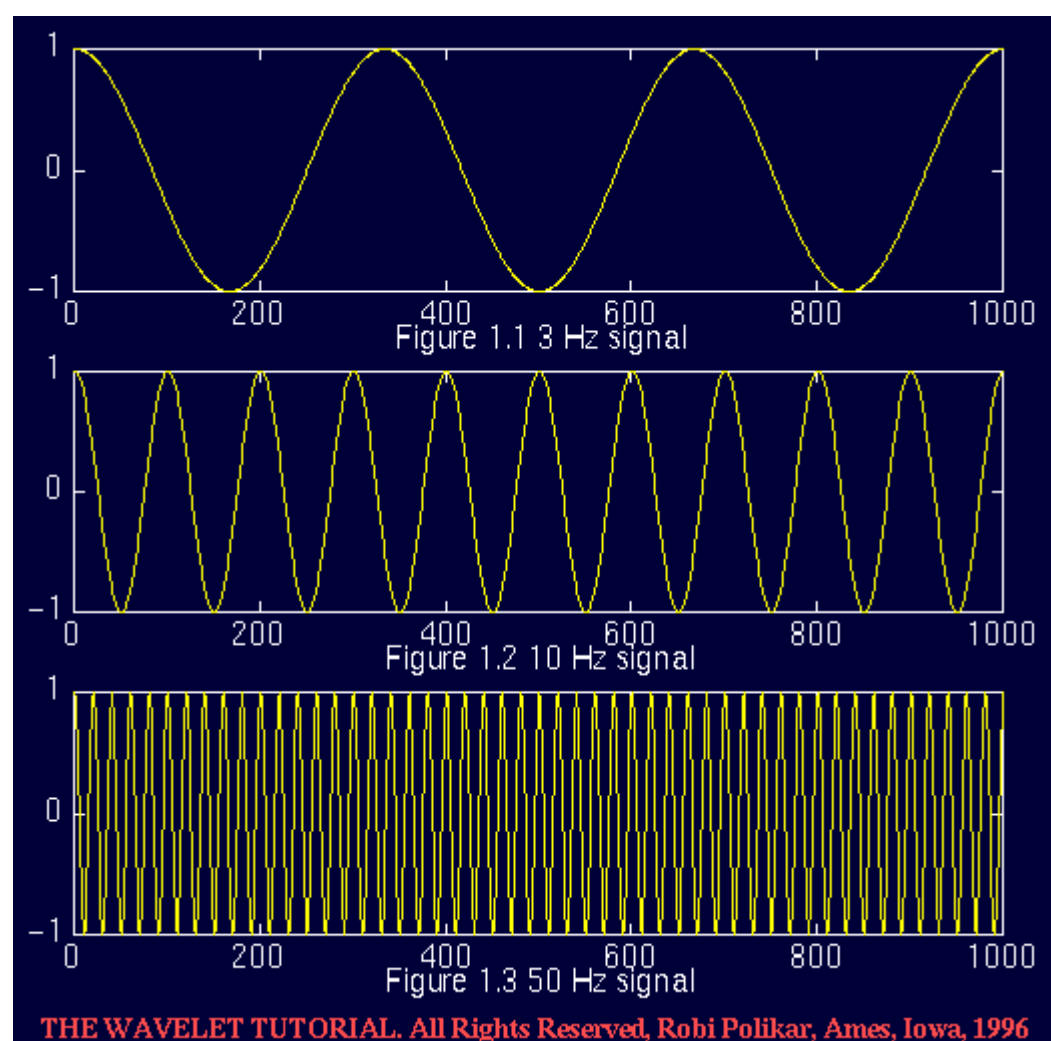 1
0
−1
0 200 400 600 800 1000
Figure 1.1 3 Hz signal
1
0
−1
0 200 400 600 800 1000
Figure 1.2 10 Hz signal
1
0
−1
0 200 400 600 800 1000
Figure 1.3 50 Hz signal
THE WAVELET TUTORIAL. All Rights Reserved, Robi Polikar, Ames, Iowa, 1996